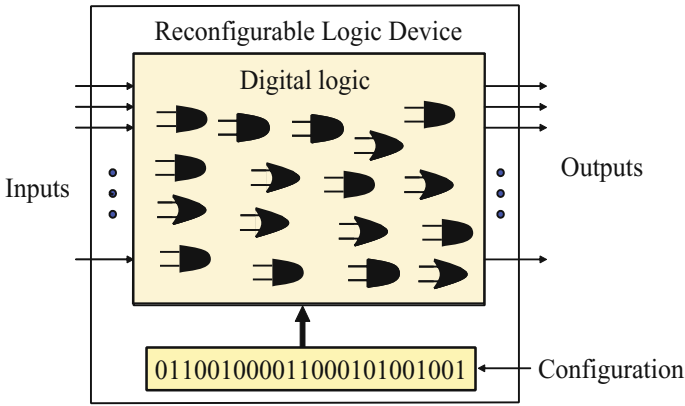 Reconfigurable Logic Device
Digital logic
Inputs
Outputs
011001000011000101001001
Configuration